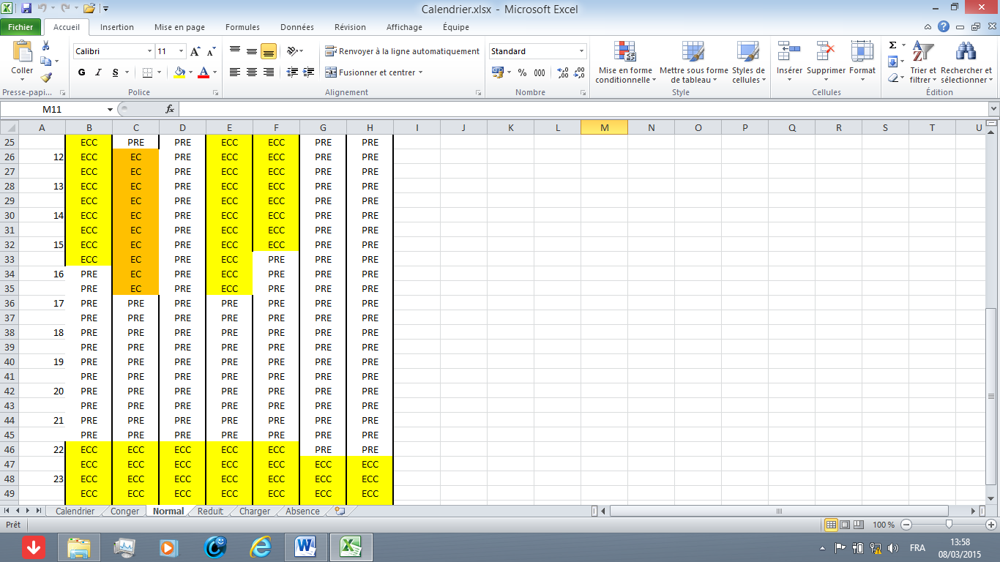 Calendrier.xlsx - Microsoft Excel
Fichier Accueil Insertion Mise en page Formules Données Révision Affichage Équipe
Coller
Presse-papi...
Calibri 11
G I S
Police
Renvoyer à la ligne automatiquement
Fusionner et centrer
Alignement
Standard
% 000
Nombre
Mise en forme conditionnelle
Mettre sous forme de tableau
Styles de cellules
Style
Insérer Supprimer Format
Cellules
Trier et filtrer
Rechercher et sélectionner
Édition
M11 fx
A B C D E F G H I J K L M N O P Q R S T U
25 ECC PRE PRE ECC ECC PRE PRE
26 12 ECC EC PRE ECC ECC PRE PRE
27 ECC EC PRE ECC ECC PRE PRE
28 13 ECC EC PRE ECC ECC PRE PRE
29 ECC EC PRE ECC ECC PRE PRE
30 14 ECC EC PRE ECC ECC PRE PRE
31 ECC EC PRE ECC ECC PRE PRE
32 15 ECC EC PRE ECC ECC PRE PRE
33 ECC EC PRE ECC PRE PRE PRE
34 16 PRE EC PRE ECC PRE PRE PRE
35 PRE EC PRE ECC PRE PRE PRE
36 17 PRE PRE PRE PRE PRE PRE PRE
37 PRE PRE PRE PRE PRE PRE PRE
38 18 PRE PRE PRE PRE PRE PRE PRE
39 PRE PRE PRE PRE PRE PRE PRE
40 19 PRE PRE PRE PRE PRE PRE PRE
41 PRE PRE PRE PRE PRE PRE PRE
42 20 PRE PRE PRE PRE PRE PRE PRE
43 PRE PRE PRE PRE PRE PRE PRE
44 21 PRE PRE PRE PRE PRE PRE PRE
45 PRE PRE PRE PRE PRE PRE PRE
46 22 ECC ECC ECC ECC ECC PRE PRE
47 ECC ECC ECC ECC ECC ECC ECC
48 23 ECC ECC ECC ECC ECC ECC ECC
49 ECC ECC ECC ECC ECC ECC ECC
Calendrier Conger Normal Reduit Charger Absence
Prêt 100 %
FRA 13:58
08/03/2015